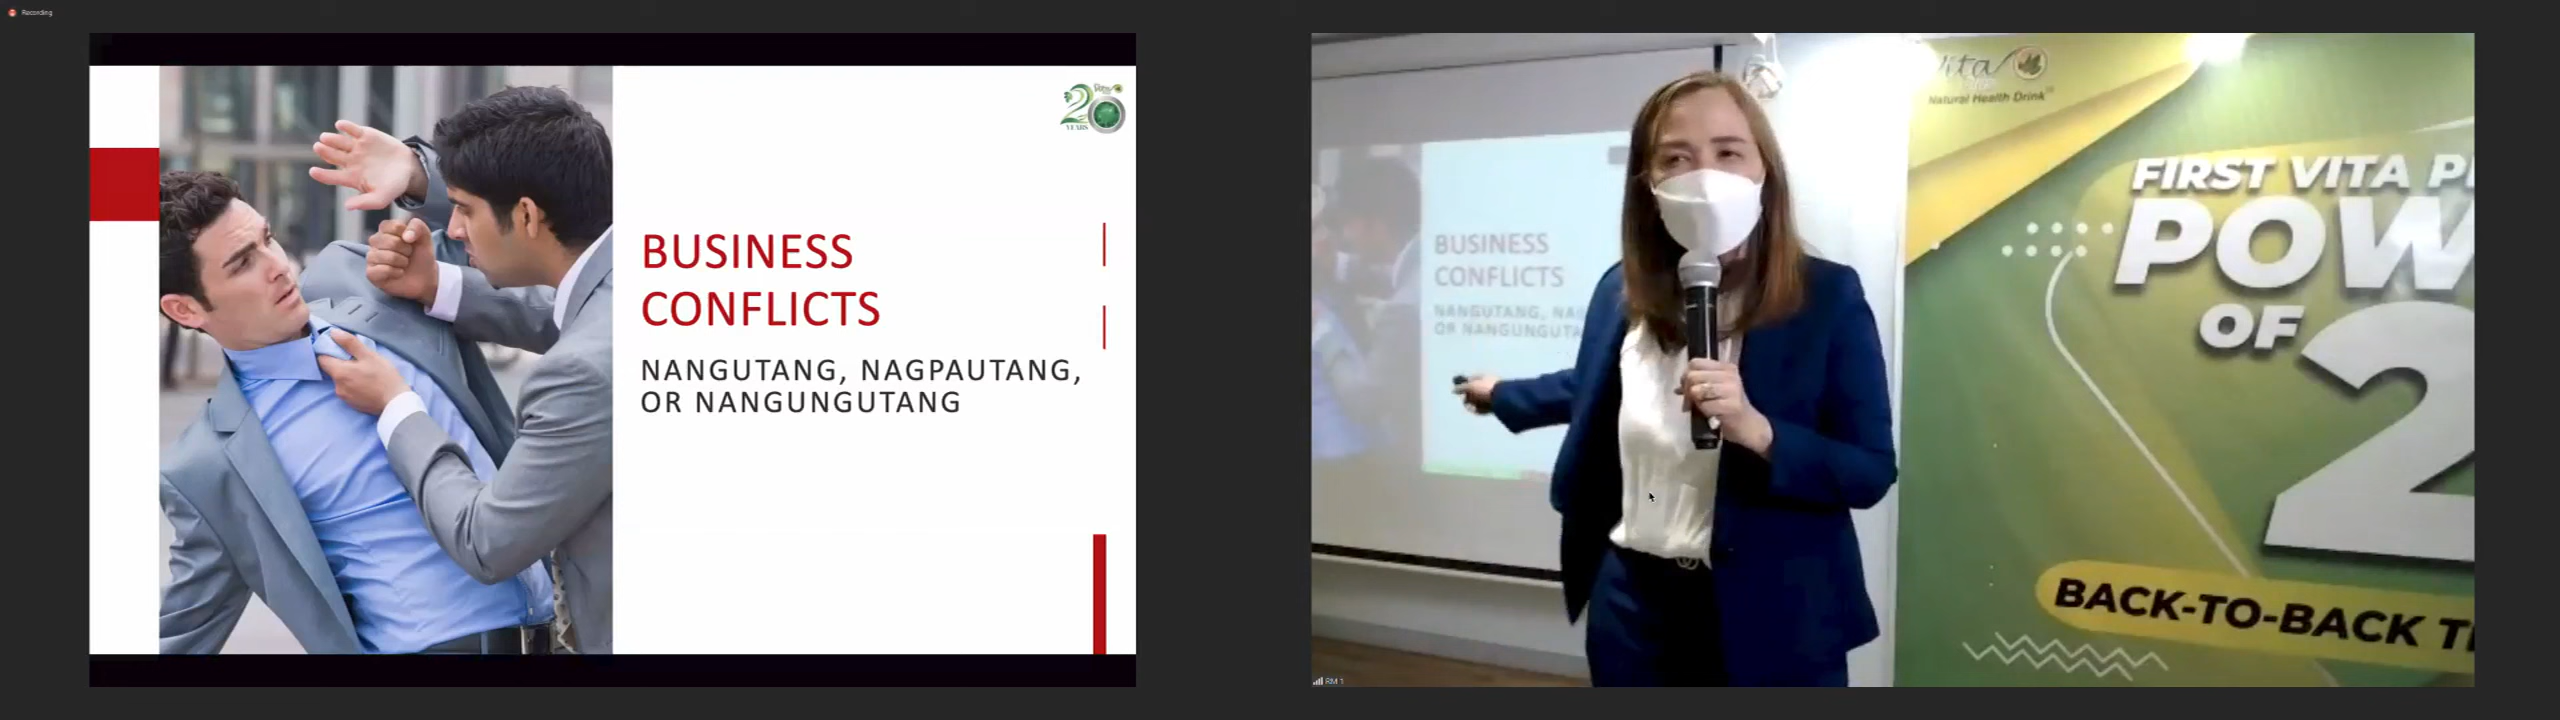 Recording
20
YEARS
BUSINESS
CONFLICTS
NANGUTANG, NAGPAUTANG,
OR NANGUNGUTANG
BUSINESS
CONFLICTS
NANGUTANG, NA
OR NANGUNGUTA
Vita
Natural Health Drink
FIRST VITA P
POW
OF
2
BACK-TO-BACK T
RM 1